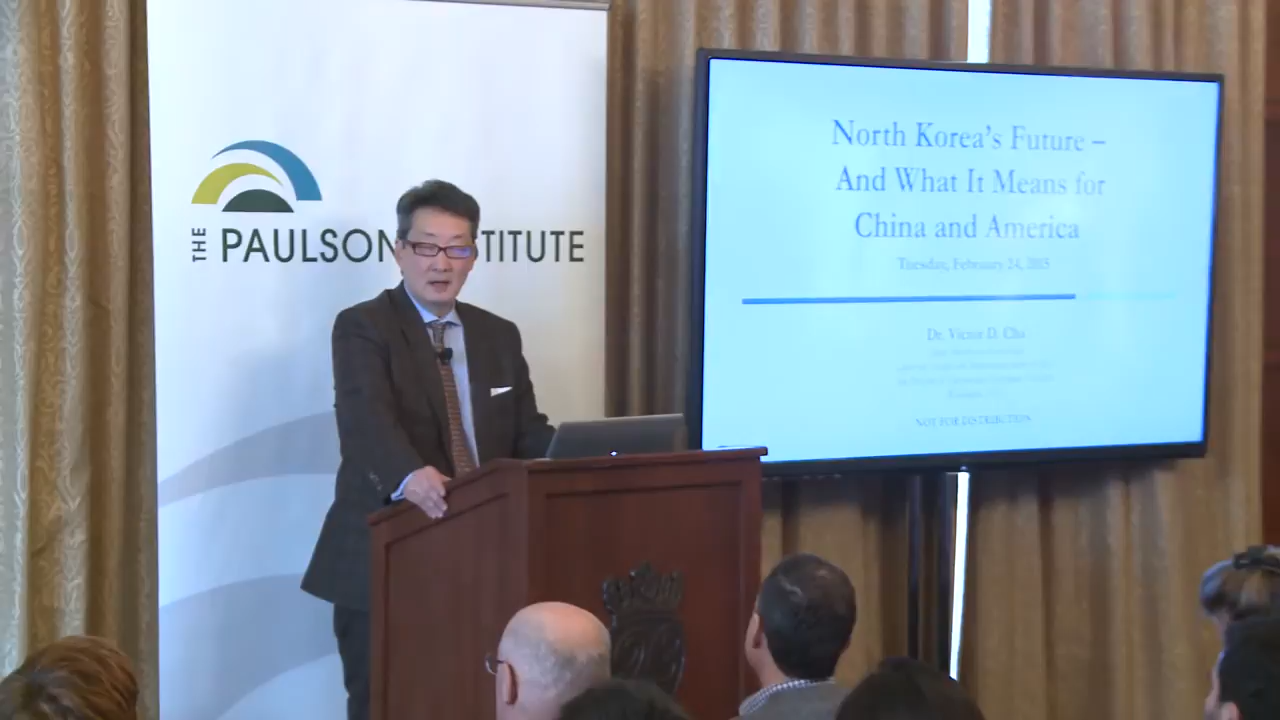 THE
PAULSON
TITUTE
North Korea's Future –
And What It Means for
China and America
Tuesday, February 24, 2015
Dr. Victor D. Cha
NOT FOR DISTRIBUTION